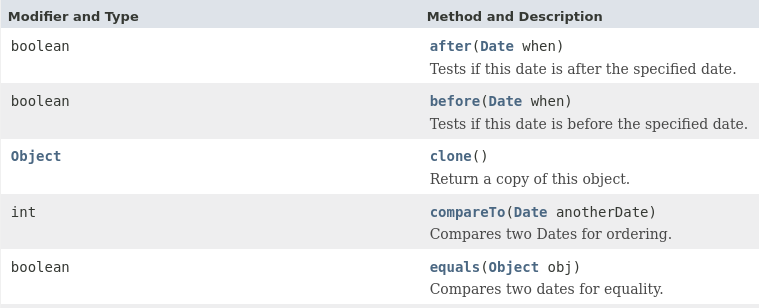 Modifier and Type Method and Description
boolean after(Date when)
Tests if this date is after the specified date.
boolean before(Date when)
Tests if this date is before the specified date.
Object clone()
Return a copy of this object.
int compareTo(Date anotherDate)
Compares two Dates for ordering.
boolean equals(Object obj)
Compares two dates for equality.